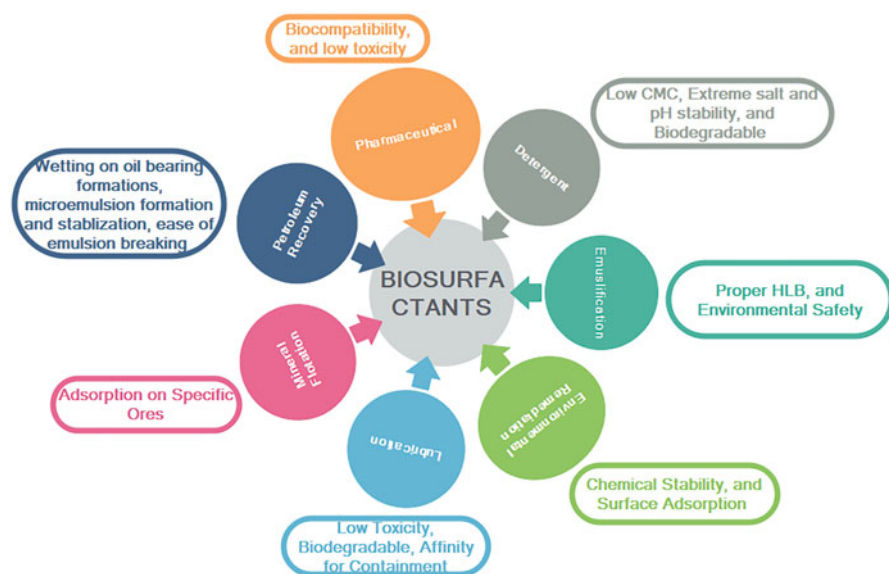 Biocompatibility,
and low toxicity
Pharmaceutical
Low CMC, Extreme salt and
pH stability, and
Biodegradable
Detergent
Wetting on oil bearing
formations,
microemulsion formation
and stablization, ease of
emulsion breaking
Petroleum
Recovery
BIOSURFA
CTANTS
Emuslification
Proper HLB, and
Environmental Safety
Mineral
Flotation
Adsorption on Specific
Ores
Environmental
Remediation
Lubrication
Chemical Stability, and
Surface Adsorption
Low Toxicity,
Biodegradable, Affinity
for Containment